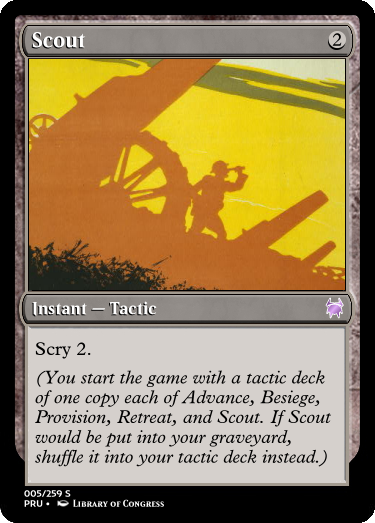 Scout 2
Instant — Tactic
Scry 2.
(You start the game with a tactic deck
of one copy each of Advance, Besiege,
Provision, Retreat, and Scout. If Scout
would be put into your graveyard,
shuffle it into your tactic deck instead.)
005/259 S
PRU • Library of Congress